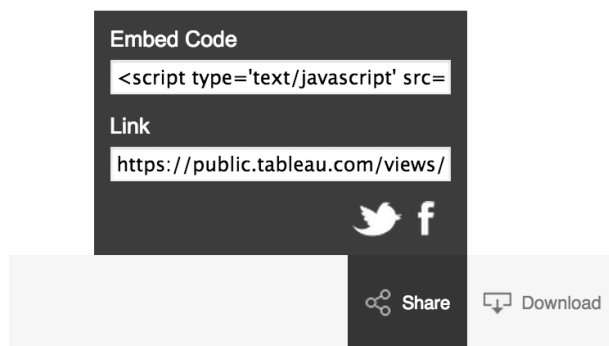 Embed Code
<script type='text/javascript' src=
Link
https://public.tableau.com/views/
Share Download